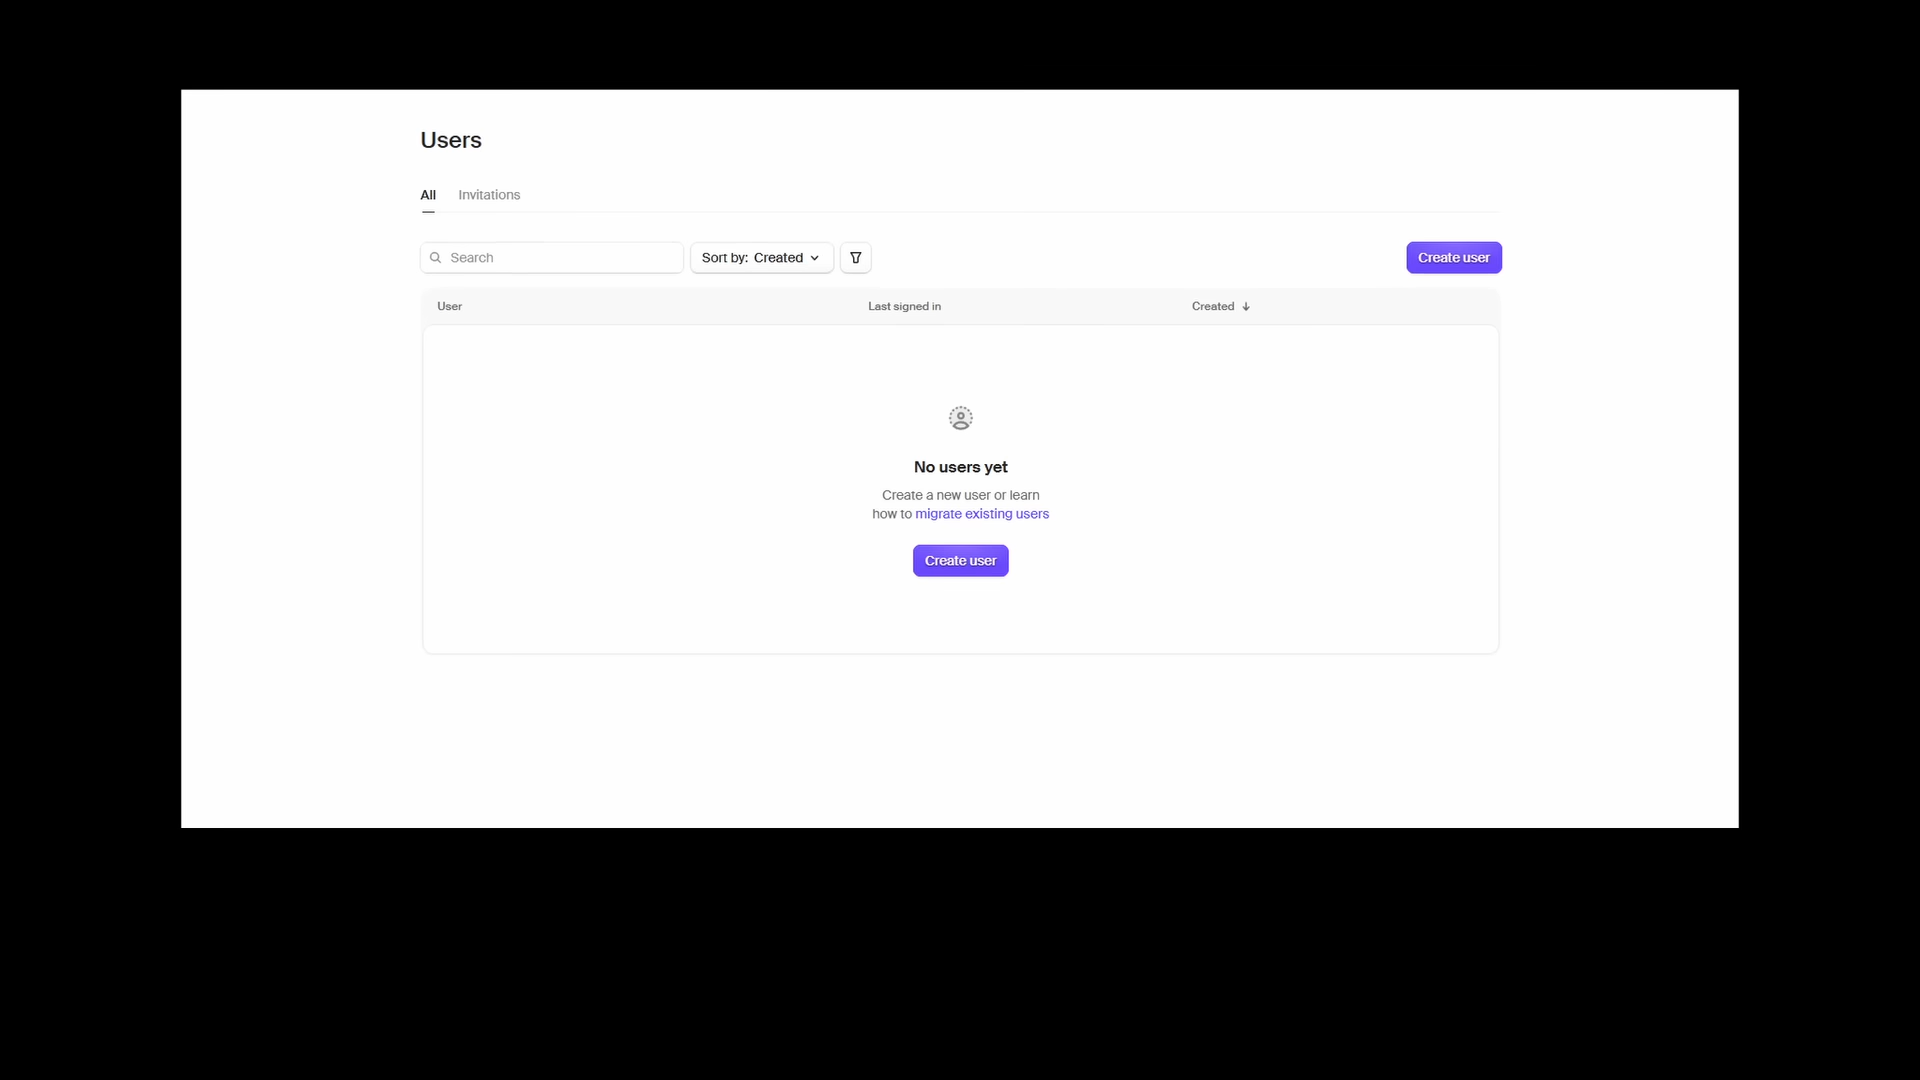 Users
All Invitations
Search Sort by: Created Create user
User Last signed in Created
No users yet
Create a new user or learn
how to migrate existing users
Create user